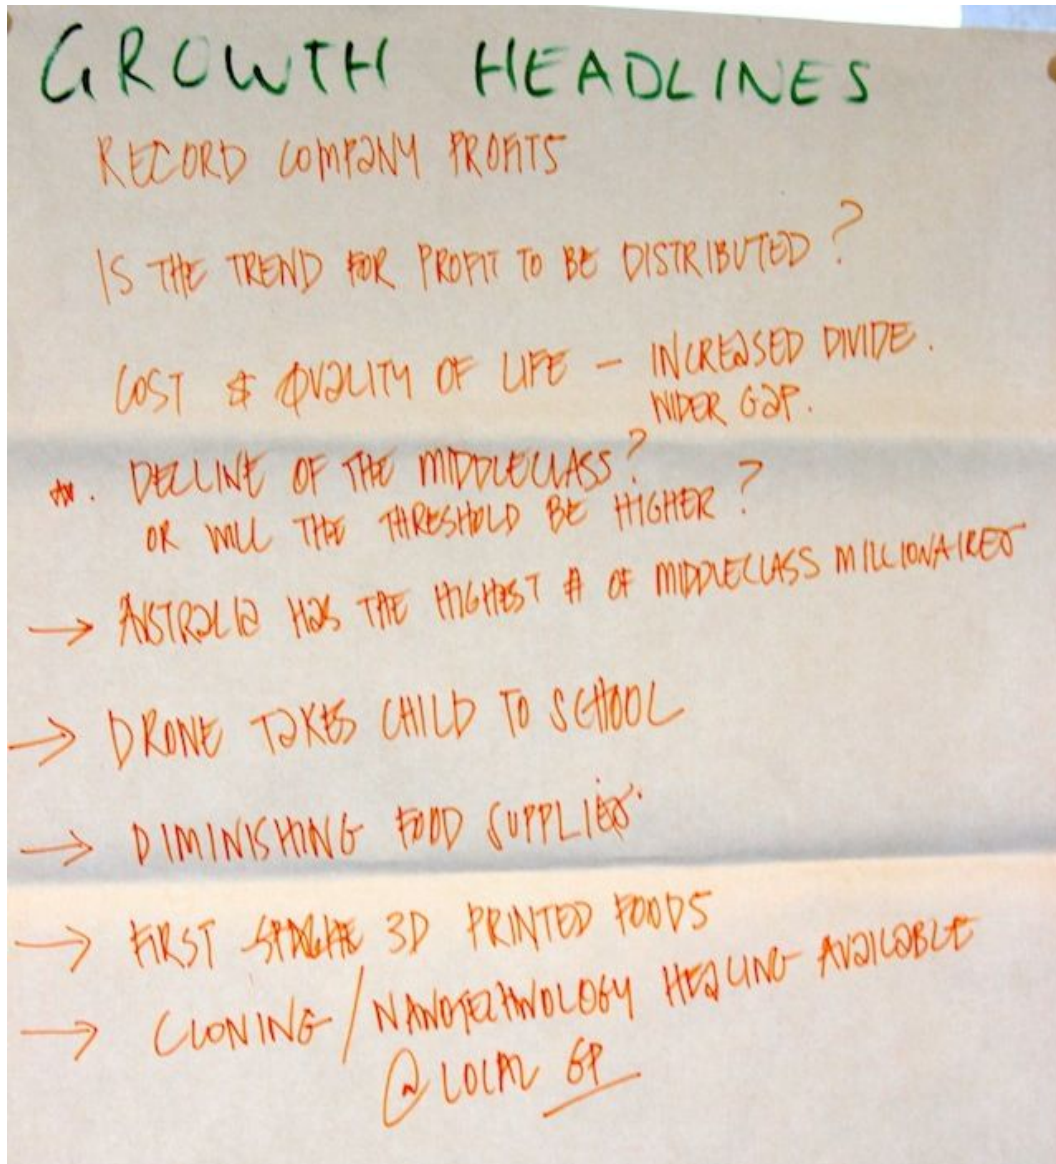 GROWTH HEADLINES
RECORD COMPANY PROFITS
IS THE TREND FOR PROFIT TO BE DISTRIBUTED?
COST & QUALITY OF LIFE – INCREASED DIVIDE.
WIDER GAP.
DECLINE OF THE MIDDLECLASS?
OR WILL THE THRESHOLD BE HIGHER?
→ AUSTRALIA HAS THE HIGHEST # OF MIDDLECLASS MILLIONAIRES
→ DRONE TAKES CHILD TO SCHOOL
→ DIMINISHING FOOD SUPPLIES.
→ FIRST 3D PRINTED FOODS
→ CLONING / NANOTECHNOLOGY HEALING AVAILABLE
@ LOCAL GP